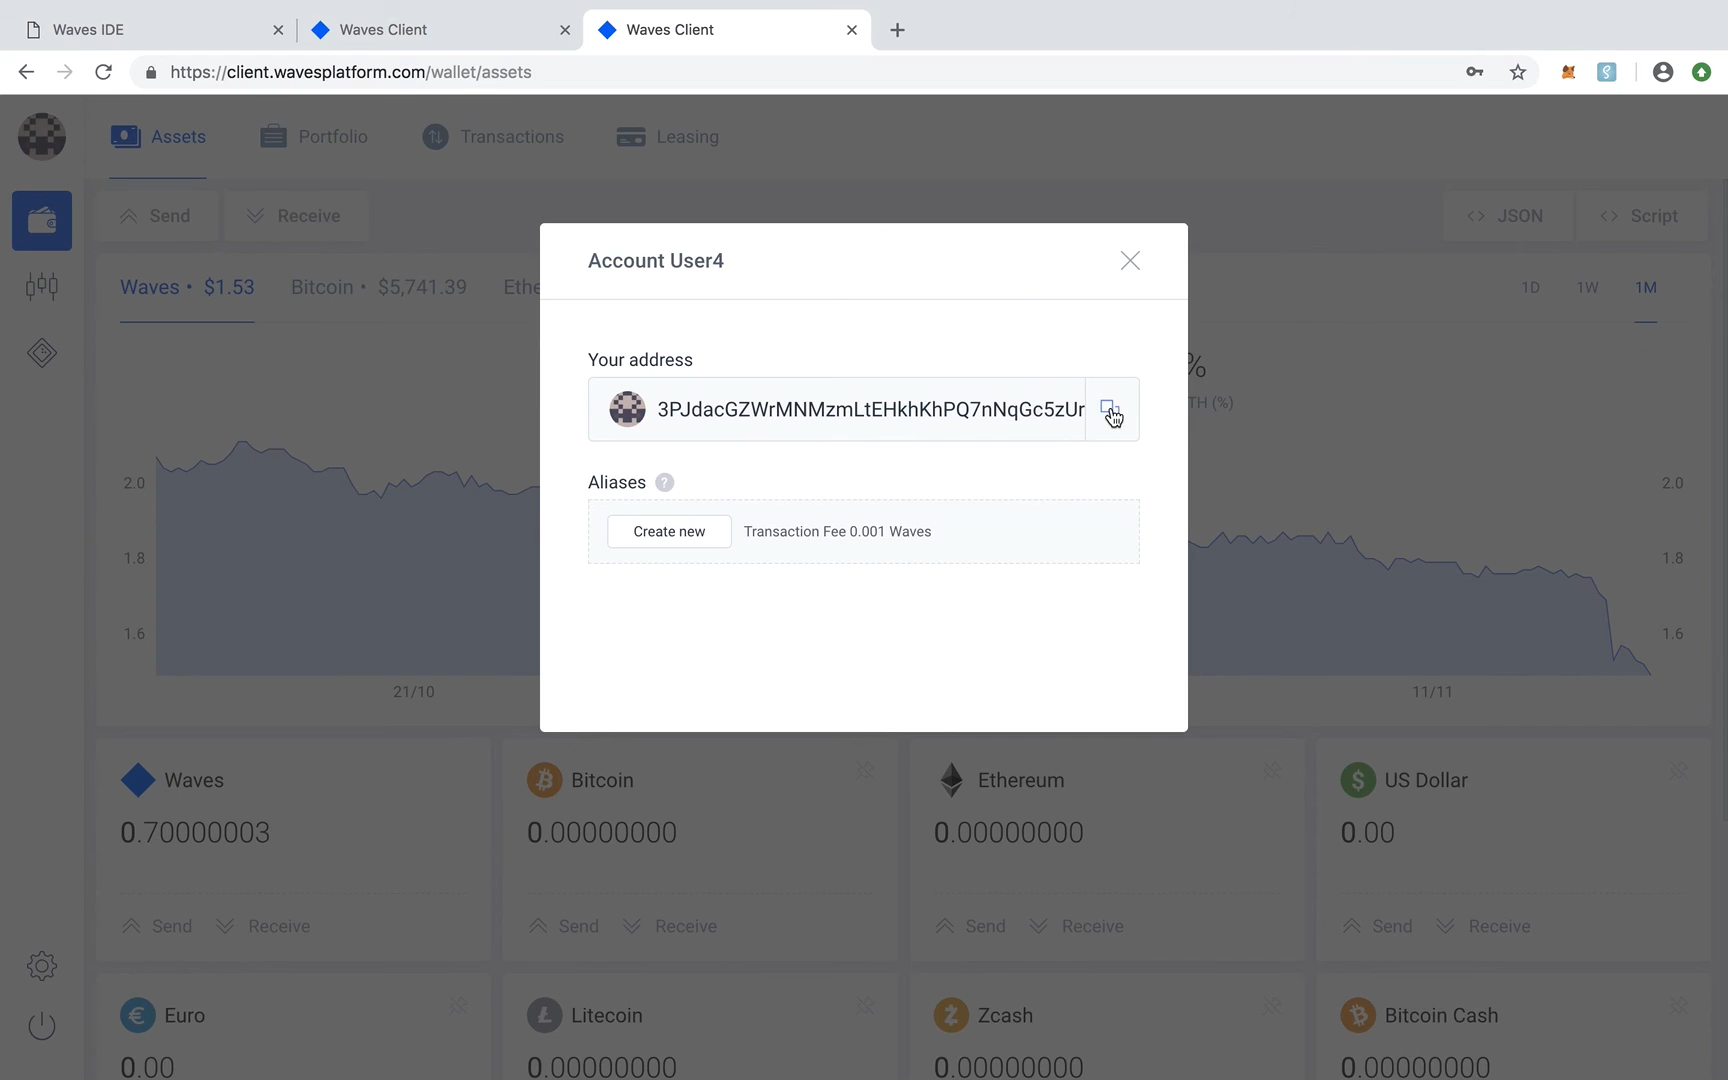 Waves IDE
Waves Client
Waves Client
https://client.wavesplatform.com/wallet/assets
Assets
Portfolio
Transactions
Leasing
Send
Receive
<> JSON
<> Script
Waves • $1.53
Bitcoin • $5,741.39
Ethe
1D
1W
1M
Account User4
Your address
3PJdacGZWrMNMzmLtEHkhKhPQ7nNqGc5zUr
%
TH (%)
Aliases ?
Create new
Transaction Fee 0.001 Waves
2.0
1.8
1.6
2.0
1.8
1.6
21/10
11/11
Waves
0.70000003
Send
Receive
Bitcoin
0.00000000
Send
Receive
Ethereum
0.00000000
Send
Receive
US Dollar
0.00
Send
Receive
Euro
0.00
Litecoin
0.00000000
Zcash
0.00000000
Bitcoin Cash
0.00000000